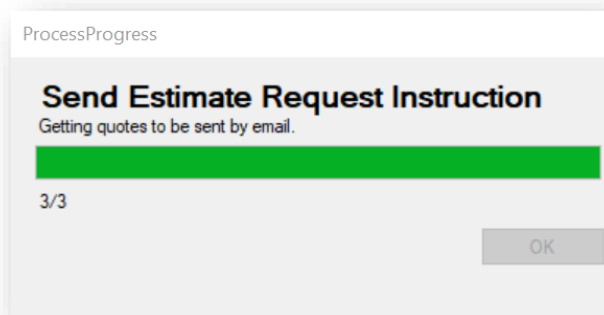 ProcessProgress
Send Estimate Request Instruction
Getting quotes to be sent by email.
3/3
OK